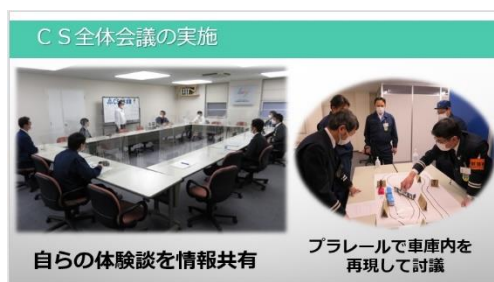 ＣＳ全体会議の実施
自らの体験談を情報共有
プラレールで車庫内を
再現して討議